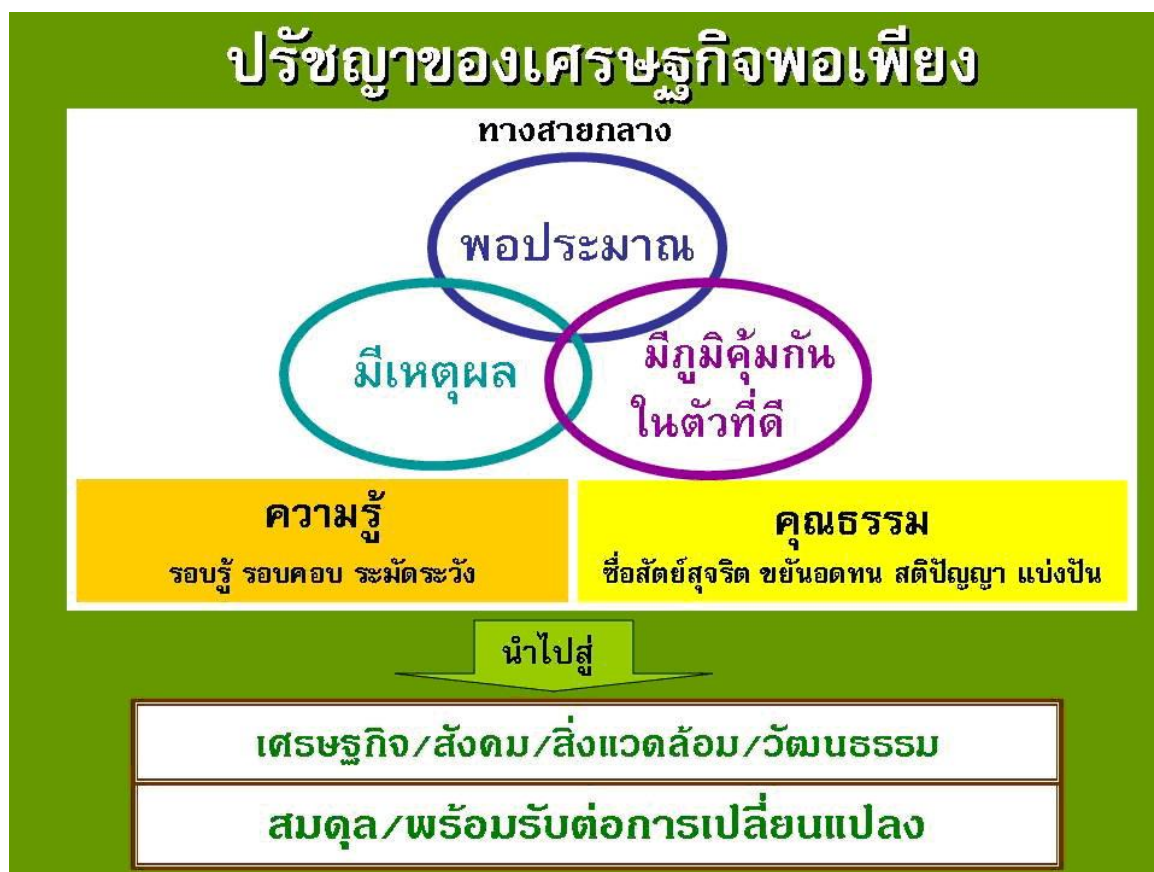 ปรัชญาของเศรษฐกิจพอเพียง
ทางสายกลาง
พอประมาณ
มีเหตุผล
มีภูมิคุ้มกัน
ในตัวที่ดี
ความรู้
รอบรู้ รอบคอบ ระมัดระวัง
คุณธรรม
ซื่อสัตย์สุจริต ขยันอดทน สติปัญญา แบ่งปัน
นำไปสู่
เศรษฐกิจ/สังคม/สิ่งแวดล้อม/วัฒนธรรม
สมดุล/พร้อมรับต่อการเปลี่ยนแปลง